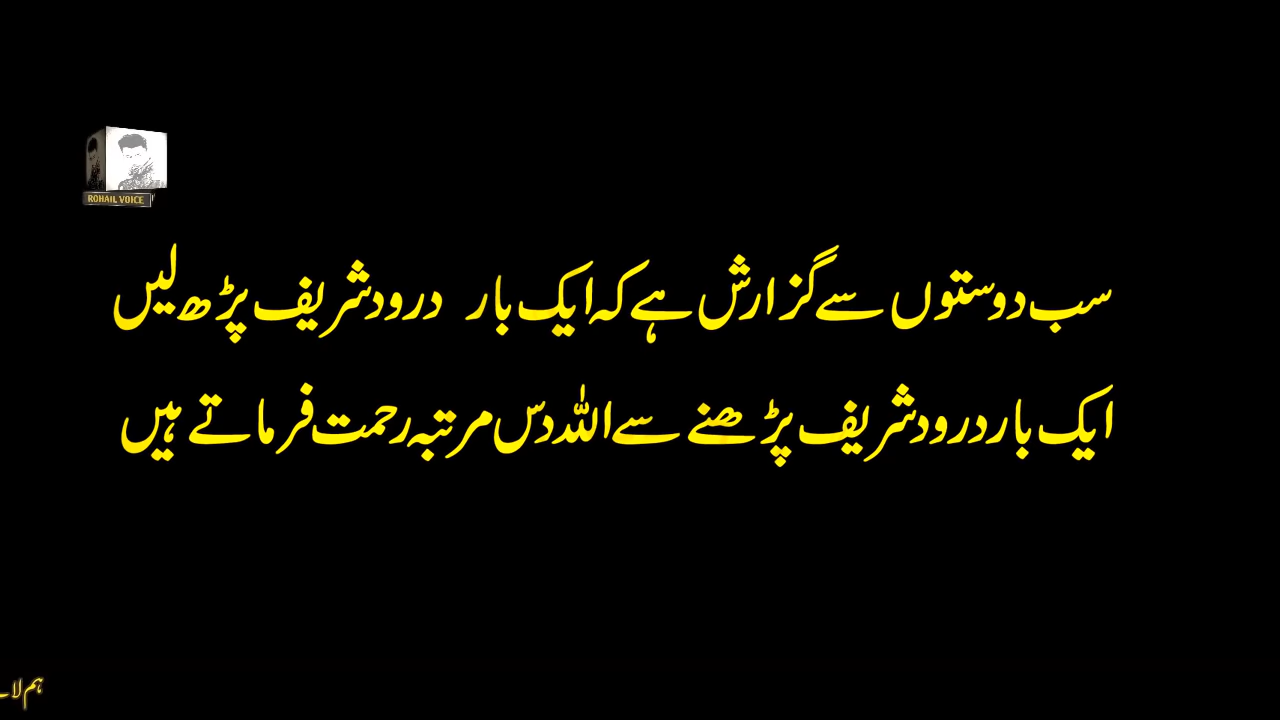 ROHAIL VOICE
سب دوستوں سے گزارش ہے کہ ایک بار درود شریف پڑھ لیں
ایک بار درود شریف پڑھنے سے اللہ دس مرتبہ رحمت فرماتے ہیں
ہم